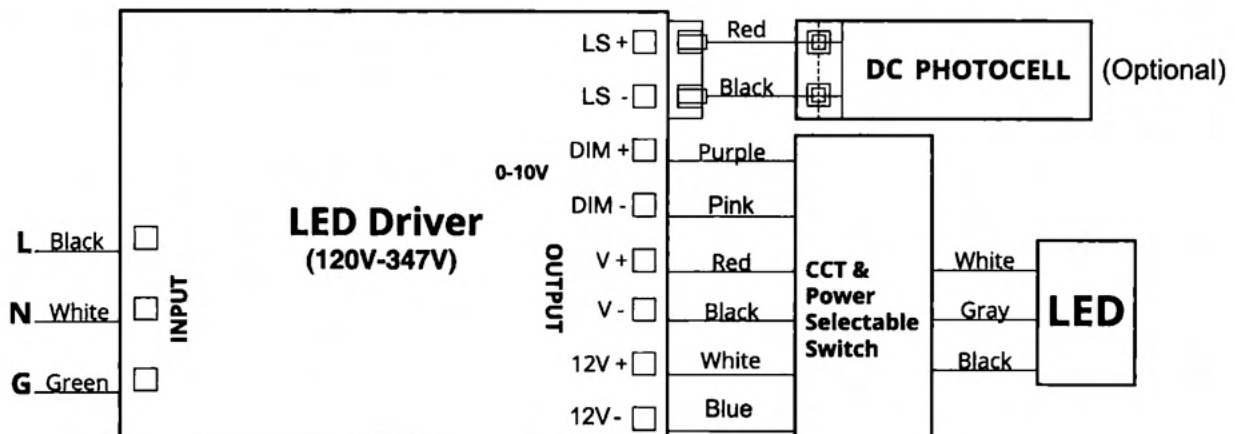 LS + Red
DC PHOTOCELL (Optional)
LS - Black
DIM + Purple
0-10V
DIM - Pink
LED Driver
(120V-347V)
INPUT
OUTPUT
L Black
N White
G Green
V + Red
V - Black
12V + White
12V - Blue
CCT &
Power
Selectable
Switch
White
Gray
Black
LED